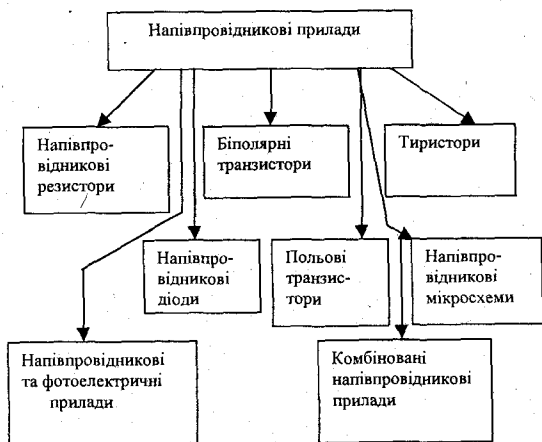 Напівпровідникові прилади
Напівпро-
відникові
резистори
Біполярні
транзистори
Тиристори
Напівпро-
відникові
діоди
Польові
транзис-
тори
Напівпро-
відникові
мікросхеми
Напівпровідникові
та фотоелектричні
прилади
Комбіновані
напівпровідникові
прилади